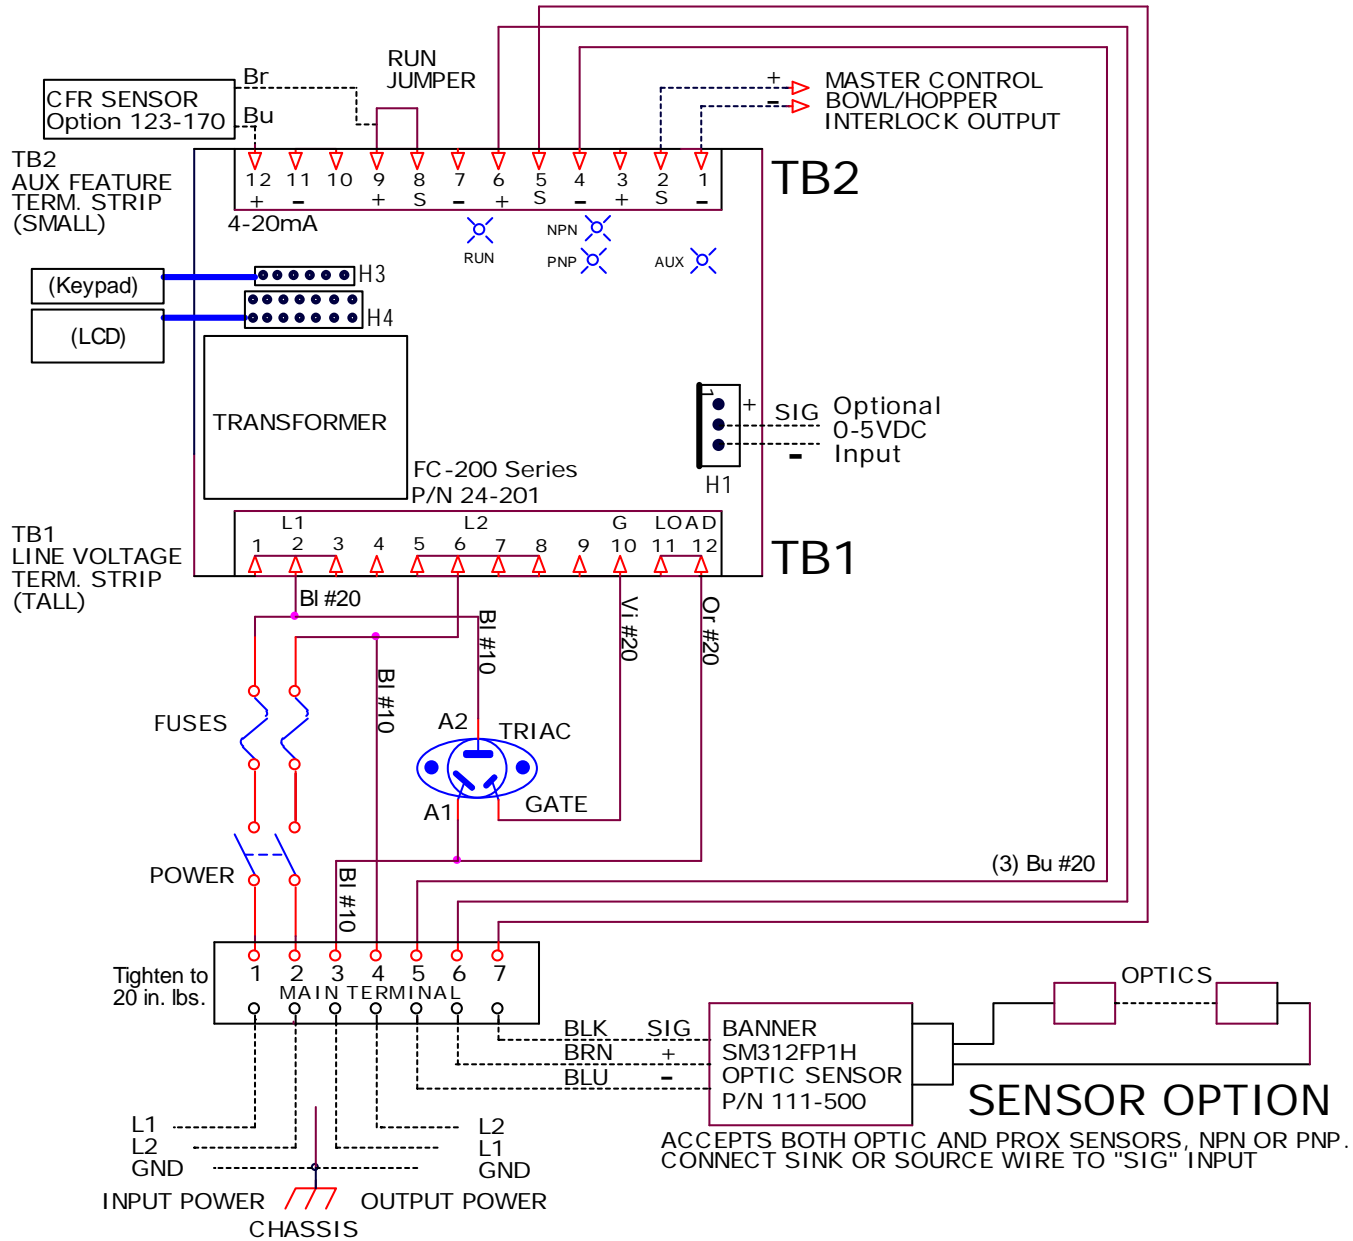 RUN
JUMPER
Br
CFR SENSOR
Option 123-170
Bu
+ MASTER CONTROL
- BOWL/HOPPER
INTERLOCK OUTPUT
TB2
AUX FEATURE
TERM. STRIP
(SMALL)
12 11 10 9 8 7 6 5 4 3 2 1
+ - + S - + S - + S -
TB2
4-20mA
RUN
NPN
PNP
AUX
(Keypad)
H3
(LCD)
H4
TRANSFORMER
1
+
SIG
-
Optional
0-5VDC
Input
H1
FC-200 Series
P/N 24-201
TB1
LINE VOLTAGE
TERM. STRIP
(TALL)
L1 L2 G LOAD
1 2 3 4 5 6 7 8 9 10 11 12
TB1
Bl #20
Bl #10
Bl #10
Vi #20
Or #20
FUSES
A2
TRIAC
A1
GATE
POWER
Bl #10
(3) Bu #20
Tighten to
20 in. lbs.
1 2 3 4 5 6 7
MAIN TERMINAL
OPTICS
BLK SIG
BRN +
BLU -
BANNER
SM312FP1H
OPTIC SENSOR
P/N 111-500
SENSOR OPTION
ACCEPTS BOTH OPTIC AND PROX SENSORS, NPN OR PNP.
CONNECT SINK OR SOURCE WIRE TO "SIG" INPUT
L1
L2
GND
INPUT POWER
L2
L1
GND
OUTPUT POWER
CHASSIS